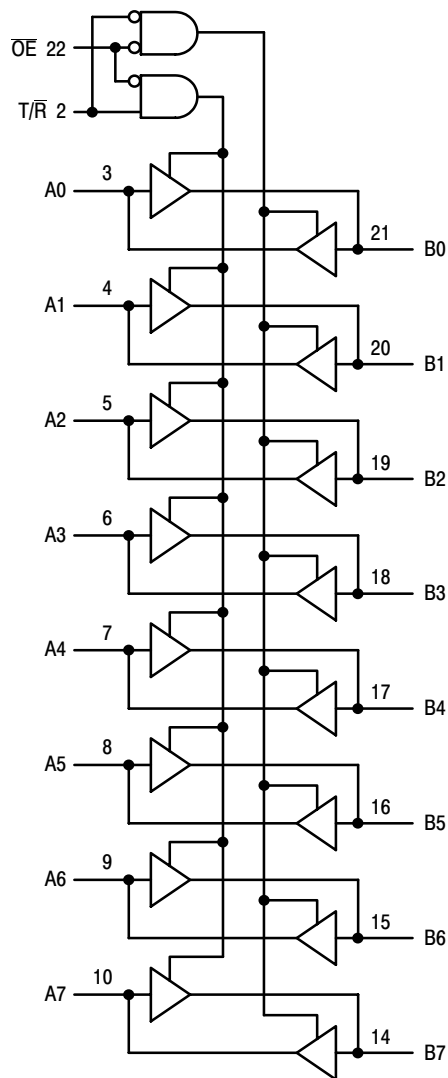 O̅E̅ 22
T/R̅ 2
A0 3
21 B0
A1 4
20 B1
A2 5
19 B2
A3 6
18 B3
A4 7
17 B4
A5 8
16 B5
A6 9
15 B6
A7 10
14 B7